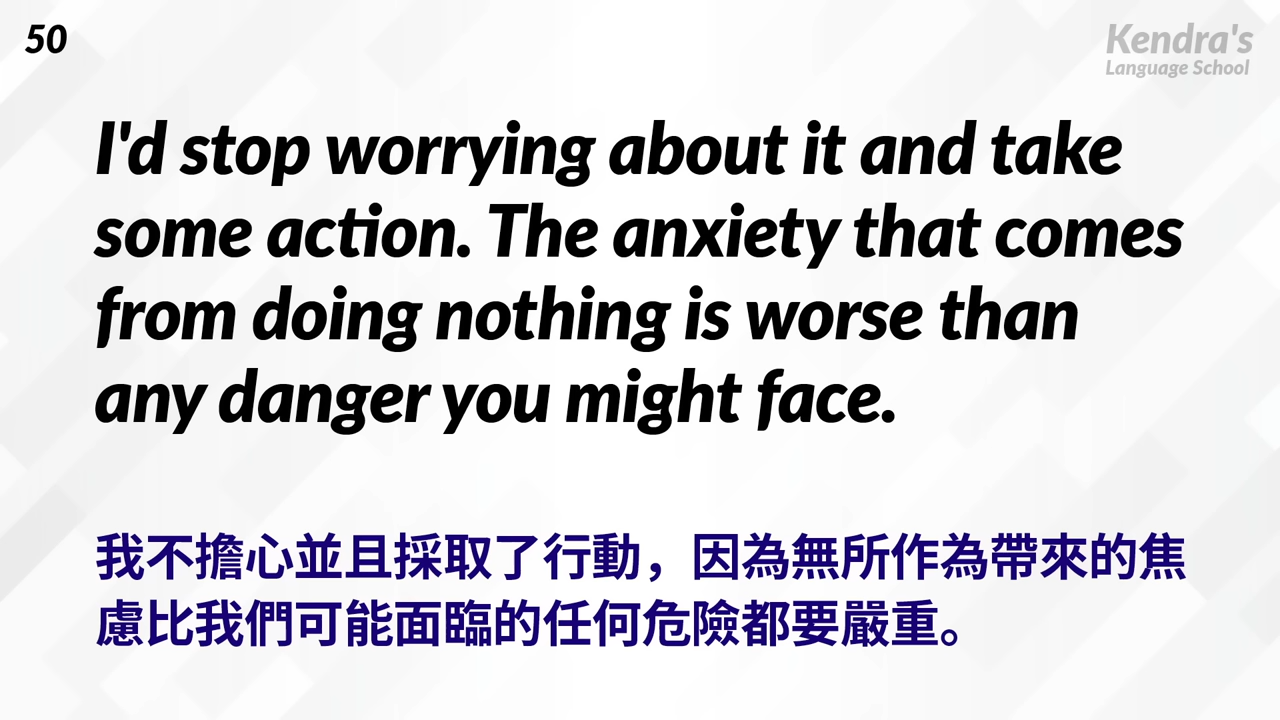 50
Kendra's
Language School
I'd stop worrying about it and take
some action. The anxiety that comes
from doing nothing is worse than
any danger you might face.
我不擔心並且採取了行動，因為無所作為帶來的焦
慮比我們可能面臨的任何危險都要嚴重。